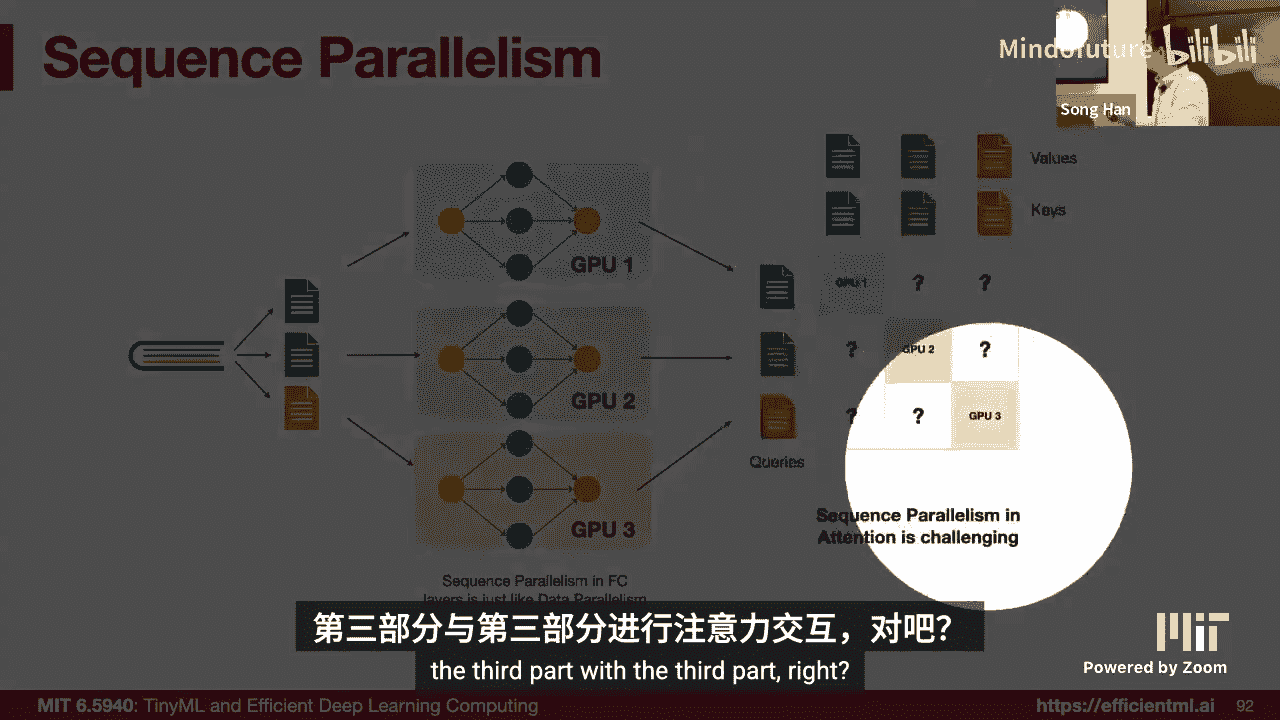 Sequence Parallelism
Mindofuture bilibili
Song Han
Values
Keys
GPU 1
GPU 2
GPU 3
GPU 1
?
?
?
GPU 2
?
?
?
GPU 3
Queries
Sequence Parallelism in
Attention is challenging
Sequence Parallelism in FC
layers is just like Data Parallelism
第三部分与第三部分进行注意力交互，对吧？
the third part with the third part, right?
MIT
Powered by Zoom
MIT 6.5940: TinyML and Efficient Deep Learning Computing
https://efficientml.ai
92